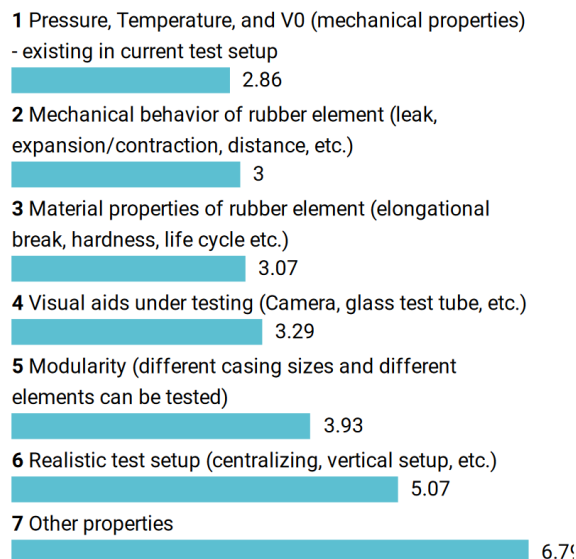 1 Pressure, Temperature, and V0 (mechanical properties)
- existing in current test setup
2.86
2 Mechanical behavior of rubber element (leak,
expansion/contraction, distance, etc.)
3
3 Material properties of rubber element (elongational
break, hardness, life cycle etc.)
3.07
4 Visual aids under testing (Camera, glass test tube, etc.)
3.29
5 Modularity (different casing sizes and different
elements can be tested)
3.93
6 Realistic test setup (centralizing, vertical setup, etc.)
5.07
7 Other properties
6.79